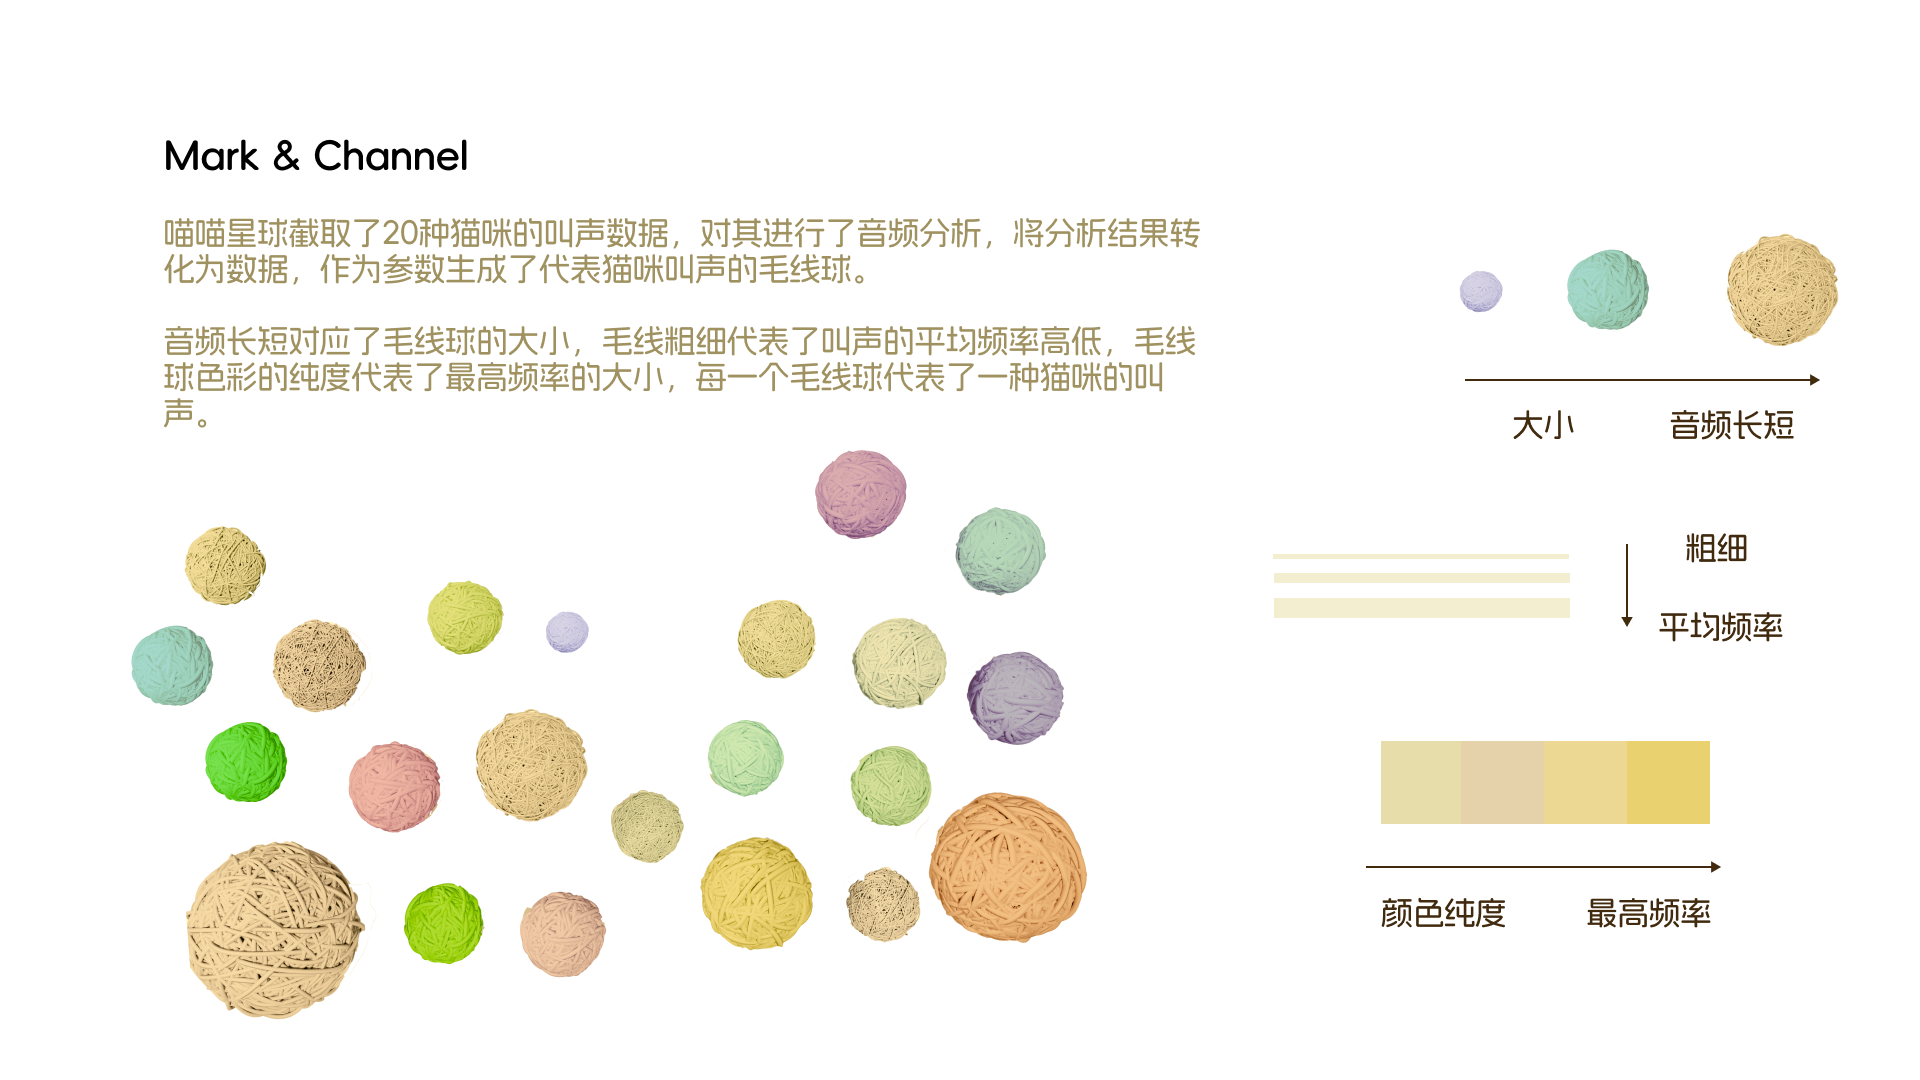 Mark & Channel
喵喵星球截取了20种猫咪的叫声数据，对其进行了音频分析，将分析结果转
化为数据，作为参数生成了代表猫咪叫声的毛线球。
音频长短对应了毛线球的大小，毛线粗细代表了叫声的平均频率高低，毛线
球色彩的纯度代表了最高频率的大小，每一个毛线球代表了一种猫咪的叫
声。
大小 音频长短
粗细
平均频率
颜色纯度 最高频率